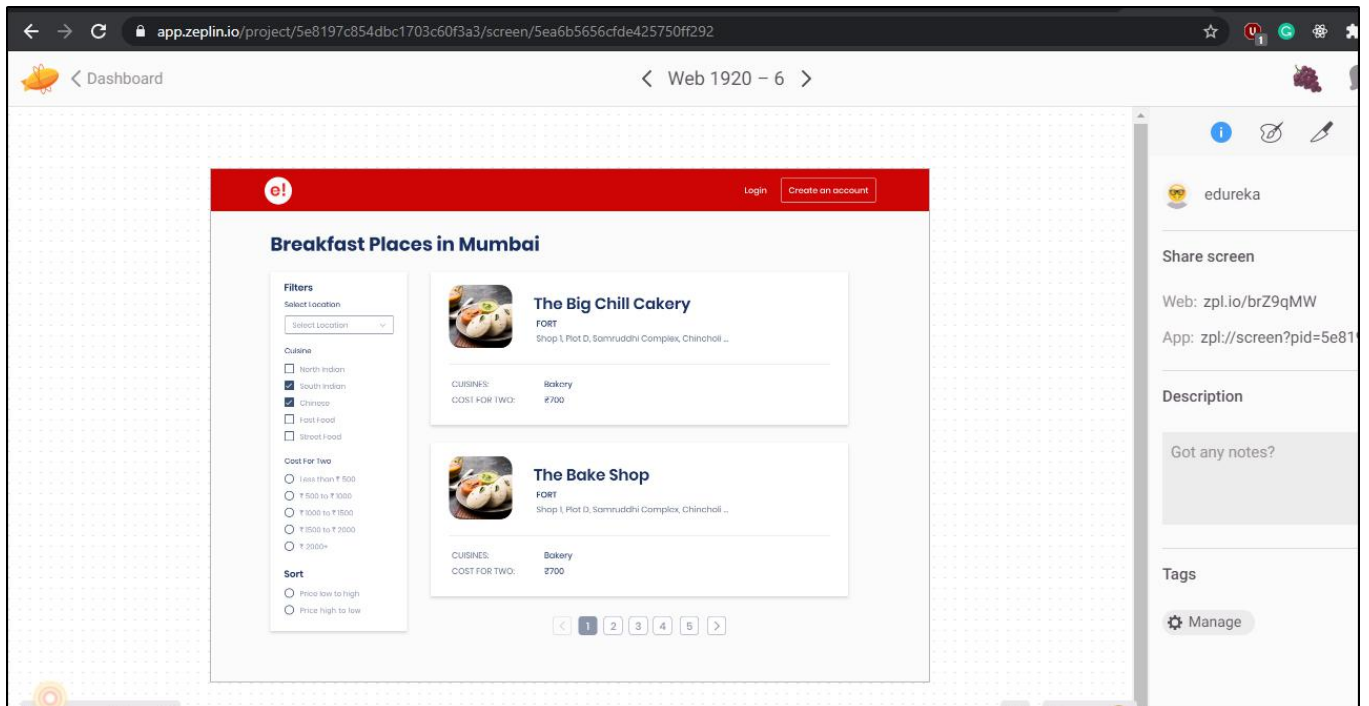 app.zeplin.io/project/5e8197c854dbc1703c60f3a3/screen/5ea6b5656cfde425750ff292
1
Dashboard
Web 1920 – 6
e!
Login
Create an account
Breakfast Places in Mumbai
Filters
Select Location
Select Location
Cuisine
North Indian
South Indian
Chinese
Fast Food
Street Food
Cost For Two
Less than ₹ 500
₹ 500 to ₹ 1000
₹ 1000 to ₹ 1500
₹ 1500 to ₹ 2000
₹ 2000+
Sort
Price low to high
Price high to low
The Big Chill Cakery
FORT
Shop 1, Plot D, Samruddhi Complex, Chincholi ...
CUISINES: Bakery
COST FOR TWO: ₹700
The Bake Shop
FORT
Shop 1, Plot D, Samruddhi Complex, Chincholi ...
CUISINES: Bakery
COST FOR TWO: ₹700
< 1 2 3 4 5 >
edureka
Share screen
Web: zpl.io/brZ9qMW
App: zpl://screen?pid=5e819
Description
Got any notes?
Tags
Manage